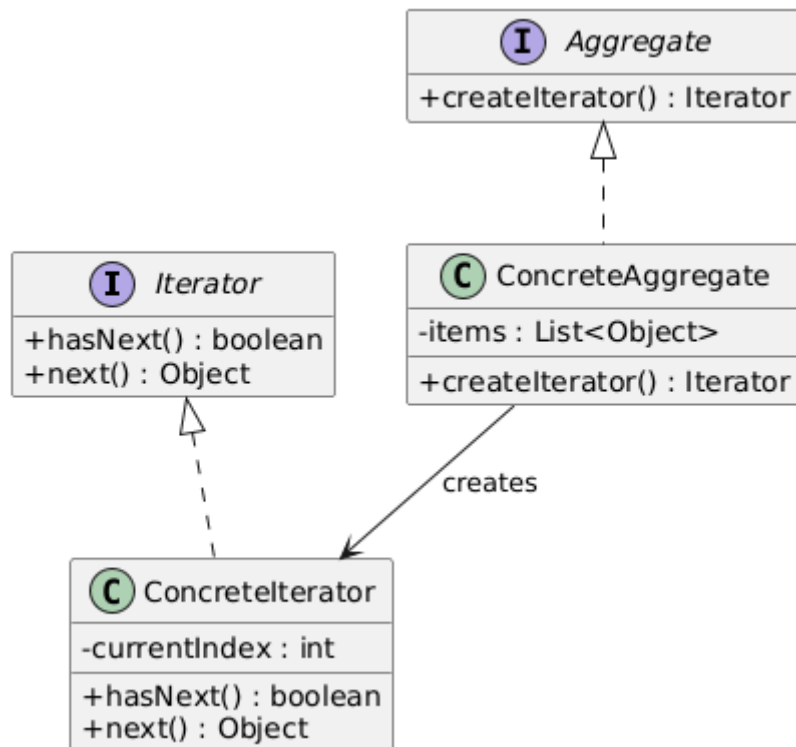 I Aggregate
+createIterator() : Iterator
I Iterator
+hasNext() : boolean
+next() : Object
C ConcreteAggregate
-items : List<Object>
+createIterator() : Iterator
creates
C ConcreteIterator
-currentIndex : int
+hasNext() : boolean
+next() : Object